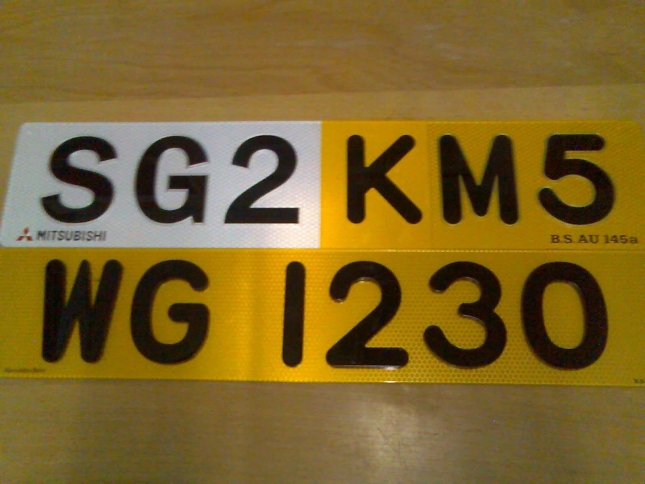 SG2 KM5
MITSUBISHI B.S. AU 145a
WG 1230